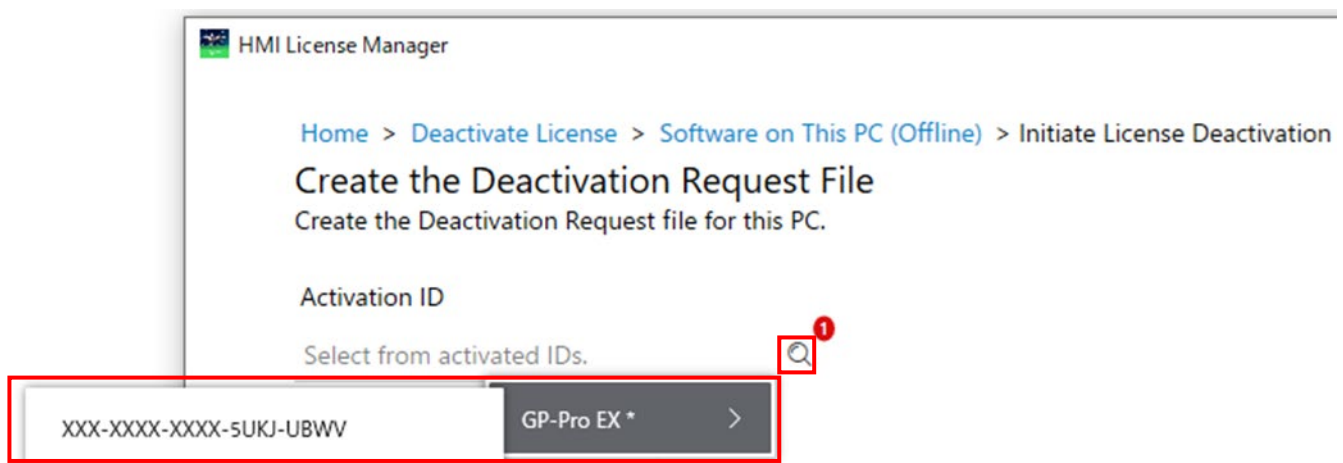 HMI License Manager
Home > Deactivate License > Software on This PC (Offline) > Initiate License Deactivation
Create the Deactivation Request File
Create the Deactivation Request file for this PC.
Activation ID
1
Select from activated IDs.
XXX-XXXX-XXXX-5UKJ-UBWV GP-Pro EX * >